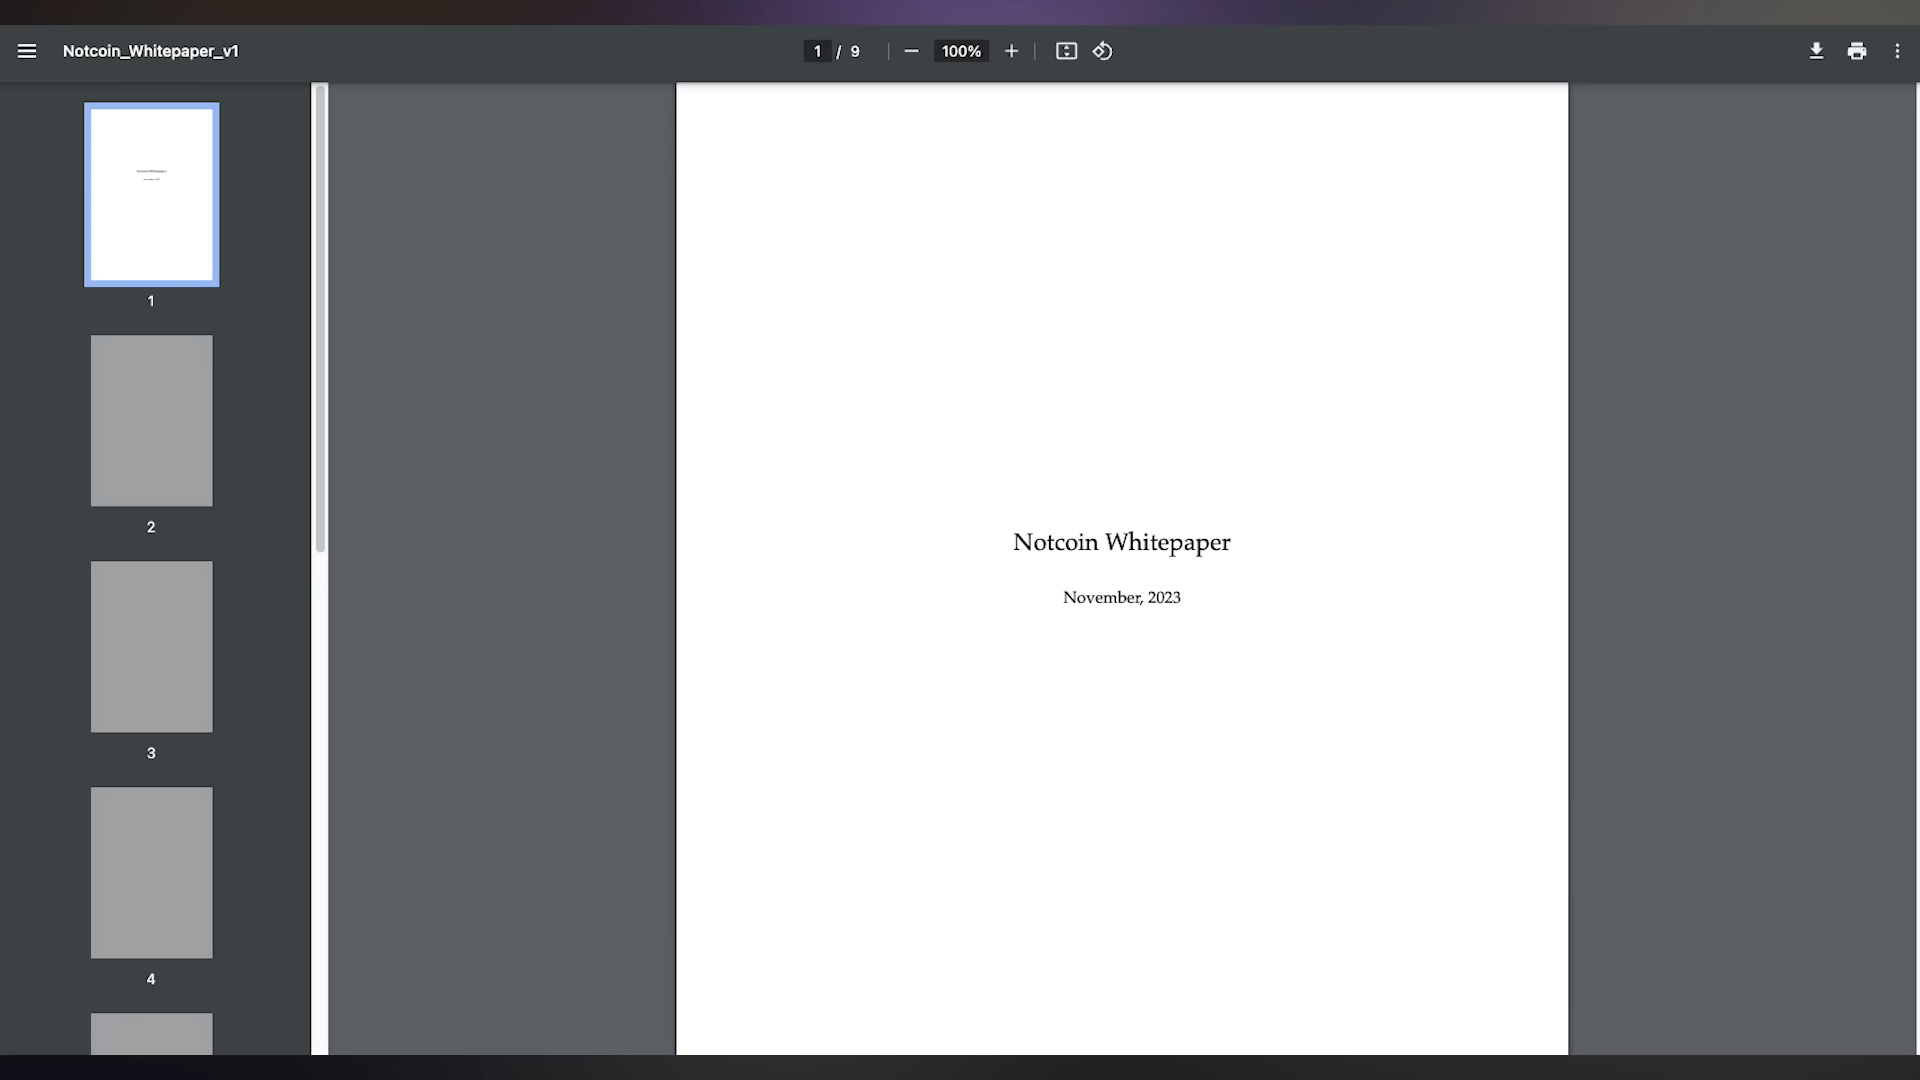 Notcoin_Whitepaper_v1
1 / 9
100%
1
2
3
4
Notcoin Whitepaper
November, 2023